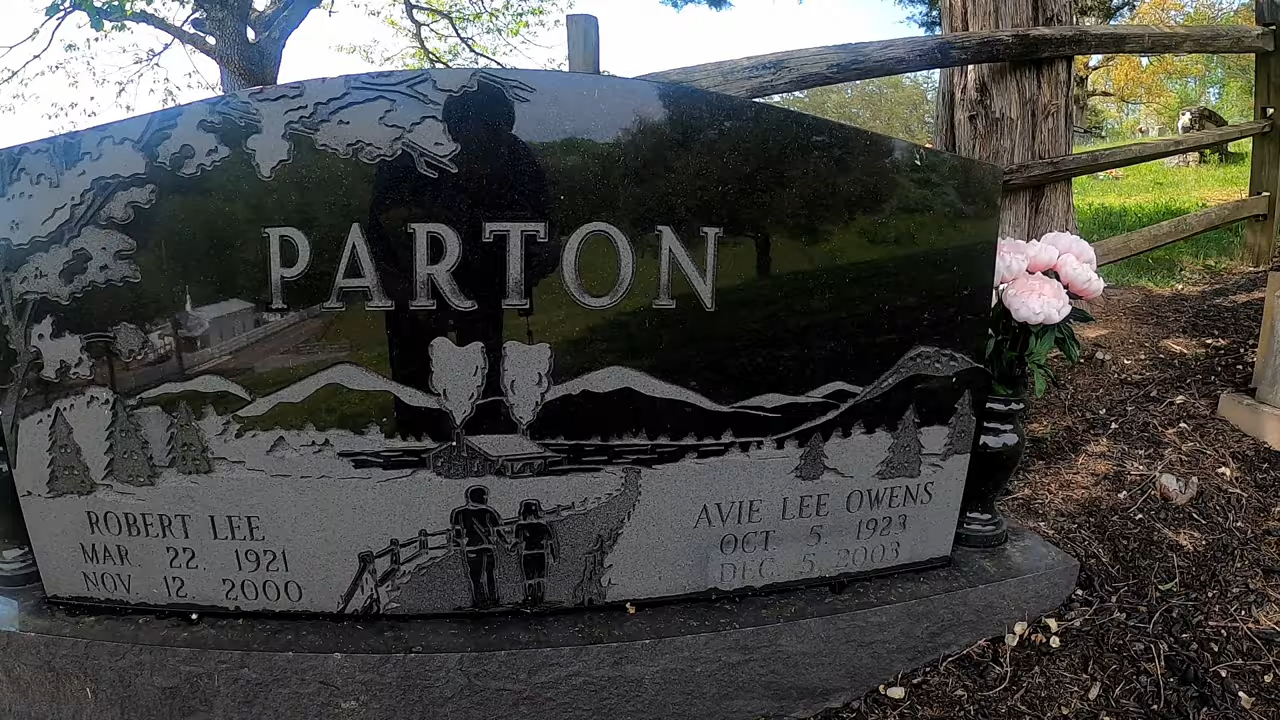 PARTON
ROBERT LEE
MAR. 22. 1921
NOV. 12. 2000
AVIE LEE OWENS
OCT. 5. 1923
DEC. 5. 2003